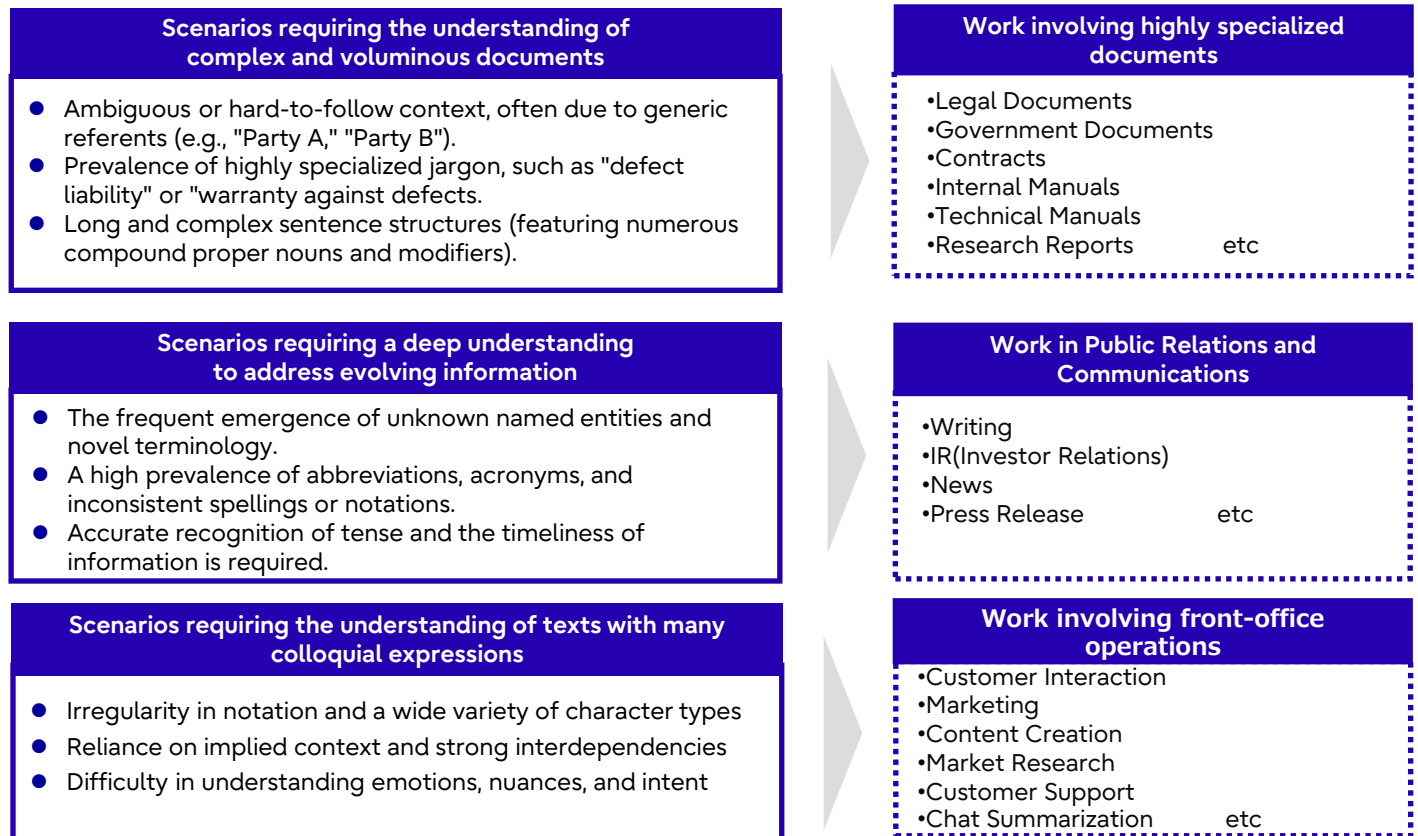 Scenarios requiring the understanding of
complex and voluminous documents
● Ambiguous or hard-to-follow context, often due to generic
referents (e.g., "Party A," "Party B").
● Prevalence of highly specialized jargon, such as "defect
liability" or "warranty against defects.
● Long and complex sentence structures (featuring numerous
compound proper nouns and modifiers).
Work involving highly specialized
documents
•Legal Documents
•Government Documents
•Contracts
•Internal Manuals
•Technical Manuals
•Research Reports etc
Scenarios requiring a deep understanding
to address evolving information
● The frequent emergence of unknown named entities and
novel terminology.
● A high prevalence of abbreviations, acronyms, and
inconsistent spellings or notations.
● Accurate recognition of tense and the timeliness of
information is required.
Work in Public Relations and
Communications
•Writing
•IR(Investor Relations)
•News
•Press Release etc
Scenarios requiring the understanding of texts with many
colloquial expressions
● Irregularity in notation and a wide variety of character types
● Reliance on implied context and strong interdependencies
● Difficulty in understanding emotions, nuances, and intent
Work involving front-office
operations
•Customer Interaction
•Marketing
•Content Creation
•Market Research
•Customer Support
•Chat Summarization etc